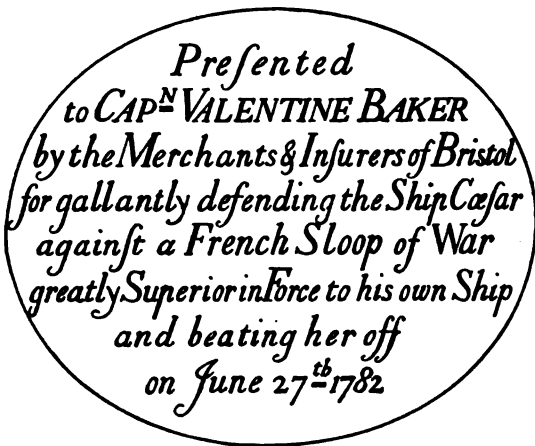 Preſented
to CAPᴺ VALENTINE BAKER
by the Merchants & Inſurers of Briſtol
for gallantly defending the Ship Cæſar
againſt a French Sloop of War
greatly Superior in Force to his own Ship
and beating her off
on June 27th 1782